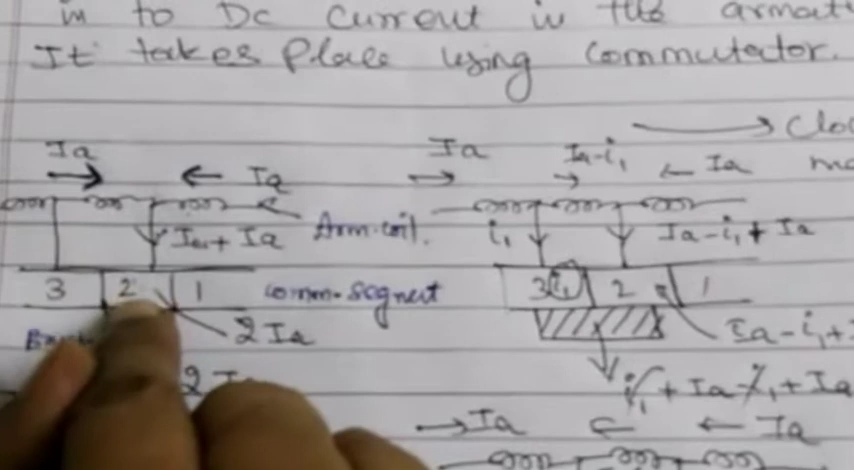 in to DC current in the armat
It takes place using commutator.
Clo
Ia Ia Ia Ia-i₁ Ia
Ia + Ia Arm-coil. i₁ Ia-i₁ + Ia
3 2 1 comm-segment 3 i₁ 2 1
2Ia Ia-i₁+
2 i₁ + Ia-i₁ + Ia
Ia Ia